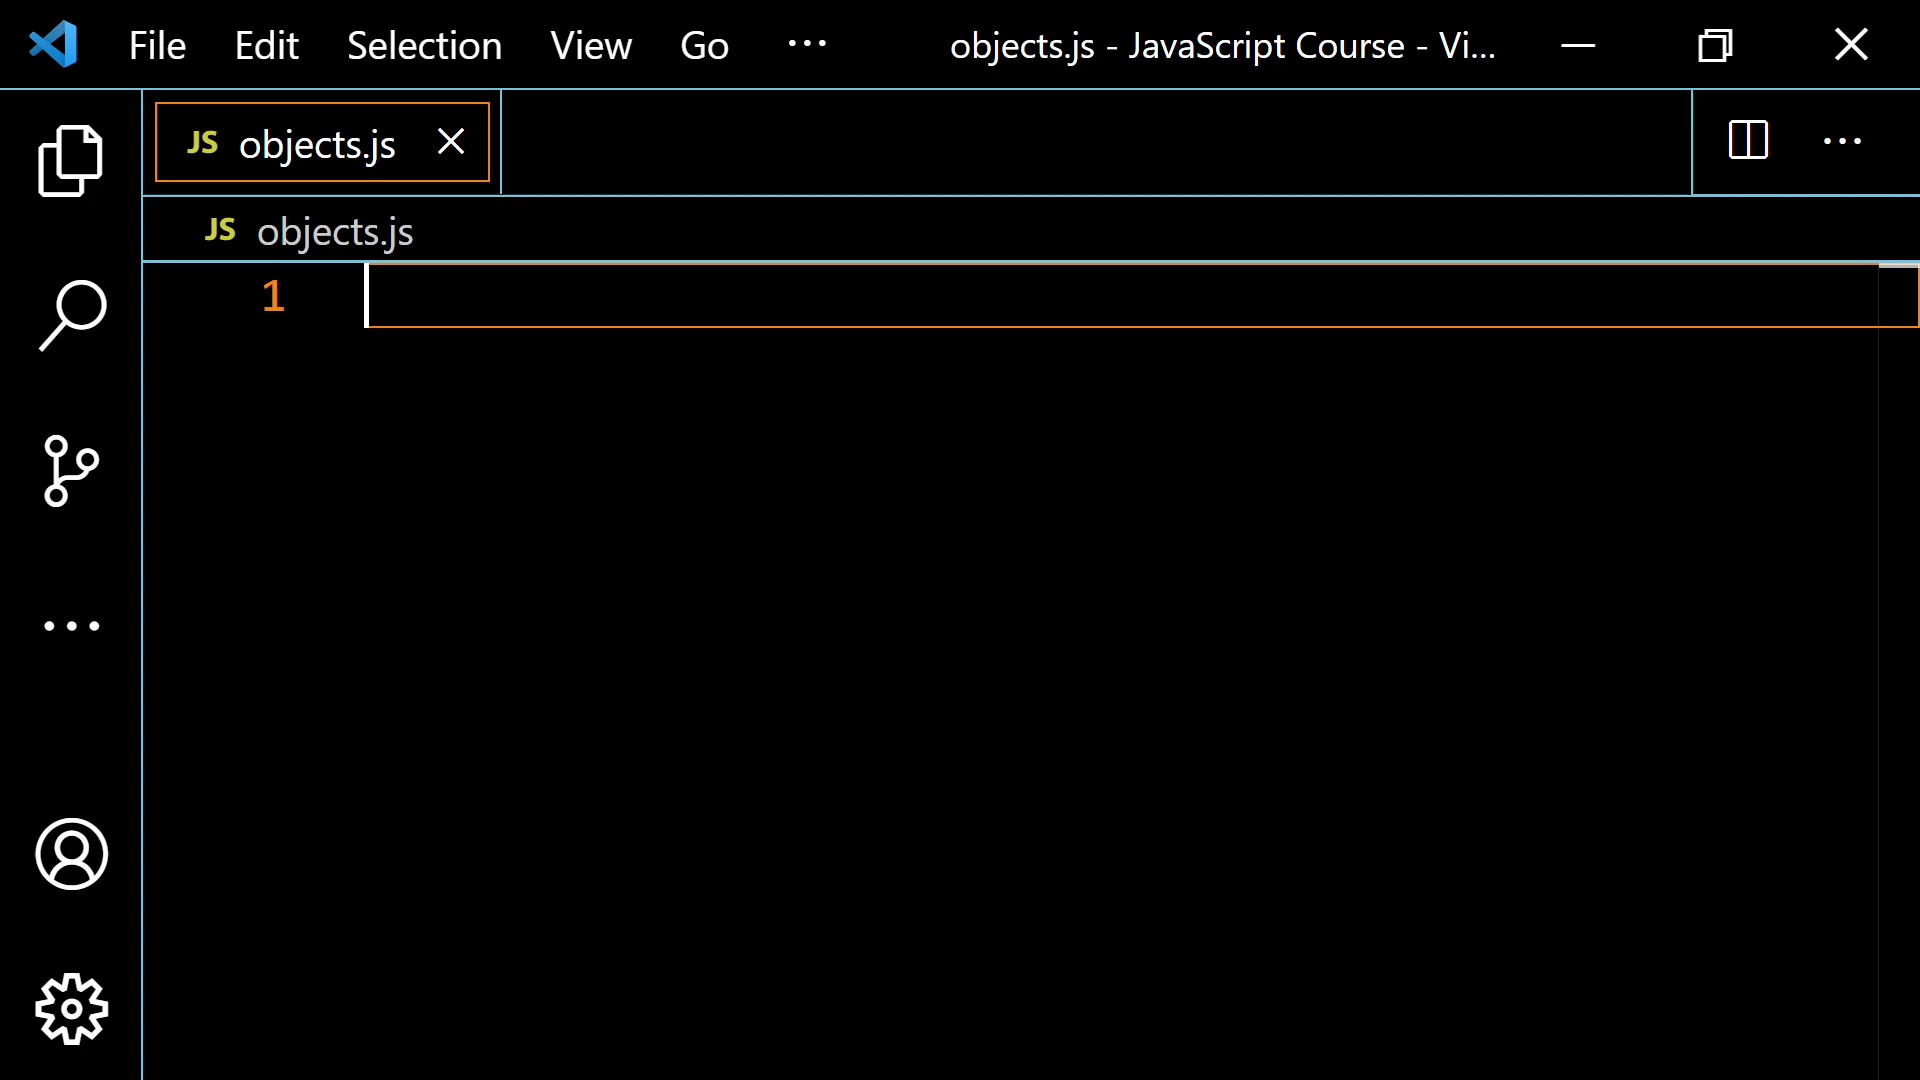 File Edit Selection View Go ··· objects.js - JavaScript Course - Vi...
JS objects.js
JS objects.js
1